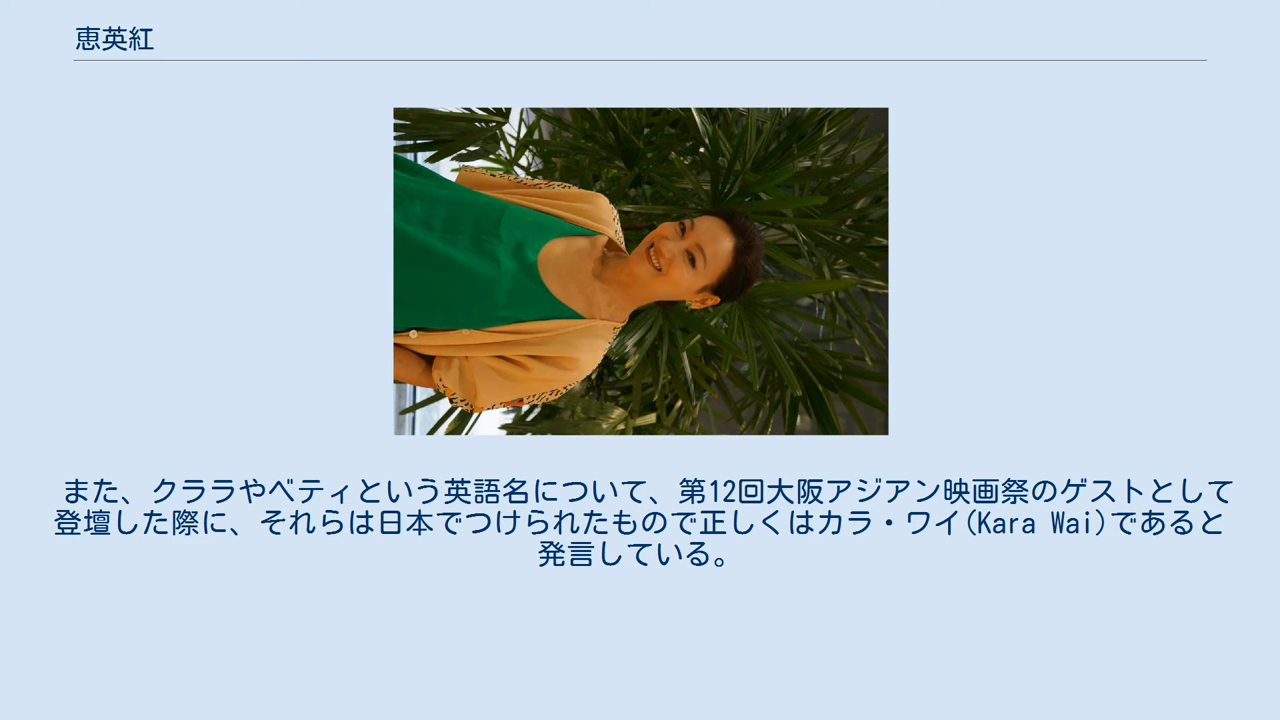 恵英紅
また、クララやベティという英語名について、第12回大阪アジアン映画祭のゲストとして
登壇した際に、それらは日本でつけられたもので正しくはカラ・ワイ(Kara Wai)であると
発言している。